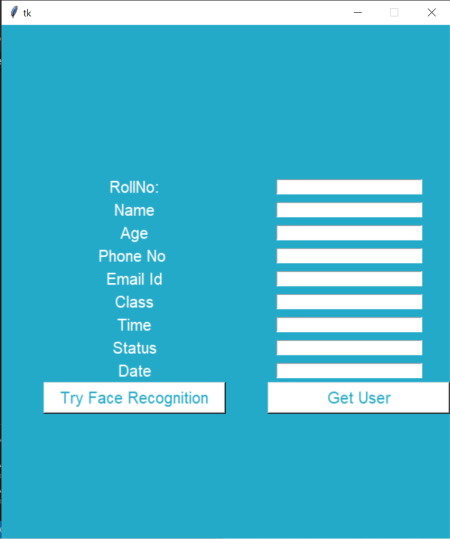 tk
RollNo:
Name
Age
Phone No
Email Id
Class
Time
Status
Date
Try Face Recognition
Get User